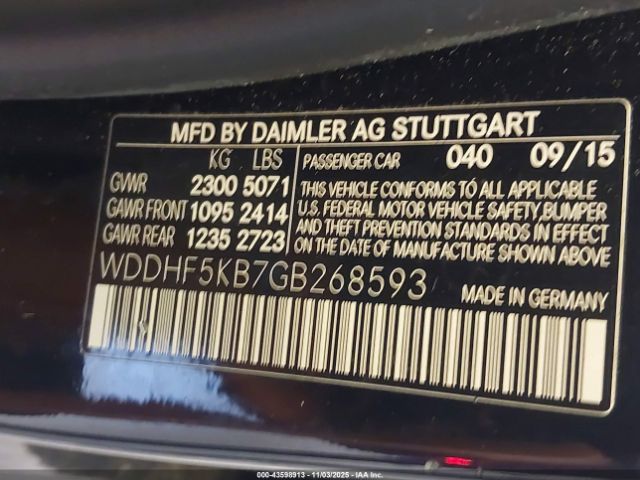 MFD BY DAIMLER AG STUTTGART
KG LBS PASSENGER CAR 040 09/15
GVWR 2300 5071
GAWR FRONT 1095 2414
GAWR REAR 1235 2723
THIS VEHICLE CONFORMS TO ALL APPLICABLE
U.S. FEDERAL MOTOR VEHICLE SAFETY, BUMPER
AND THEFT PREVENTION STANDARDS IN EFFECT
ON THE DATE OF MANUFACTURE SHOWN ABOVE
WDDHF5KB7GB268593 MADE IN GERMANY
000-43598913 - 11/03/2025 - IAA Inc.